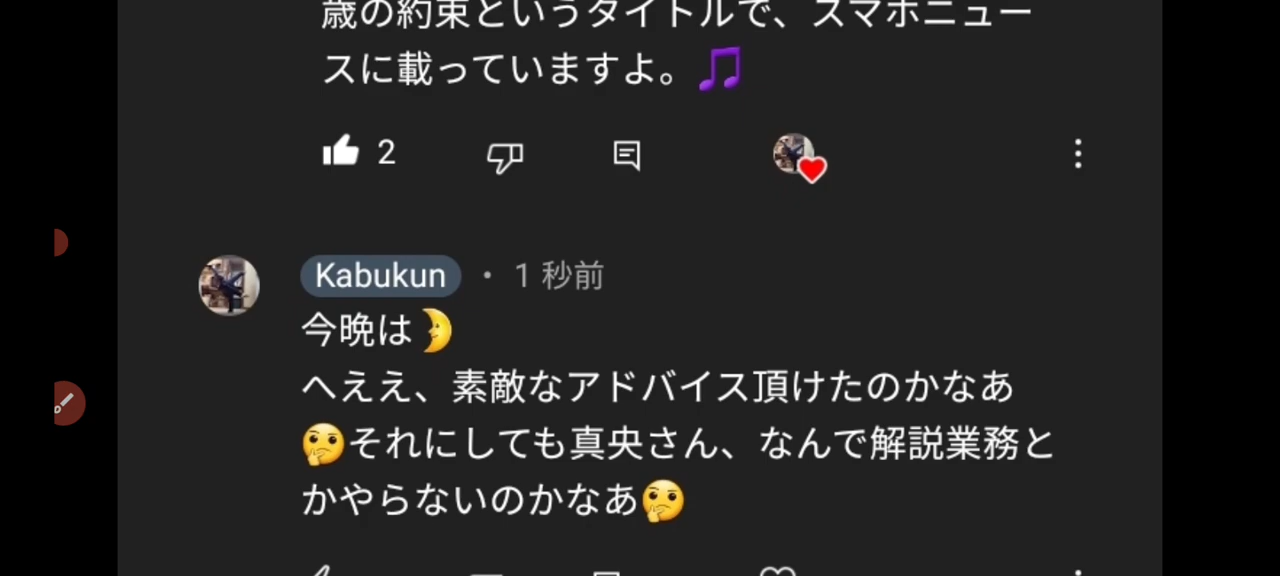 歳の約束というタイトルで、スマホニュー
スに載っていますよ。🎵
2
Kabukun ・ 1 秒前
今晩は🌛
へええ、素敵なアドバイス頂けたのかなあ
🤔それにしても真央さん、なんで解説業務と
かやらないのかなあ🤔